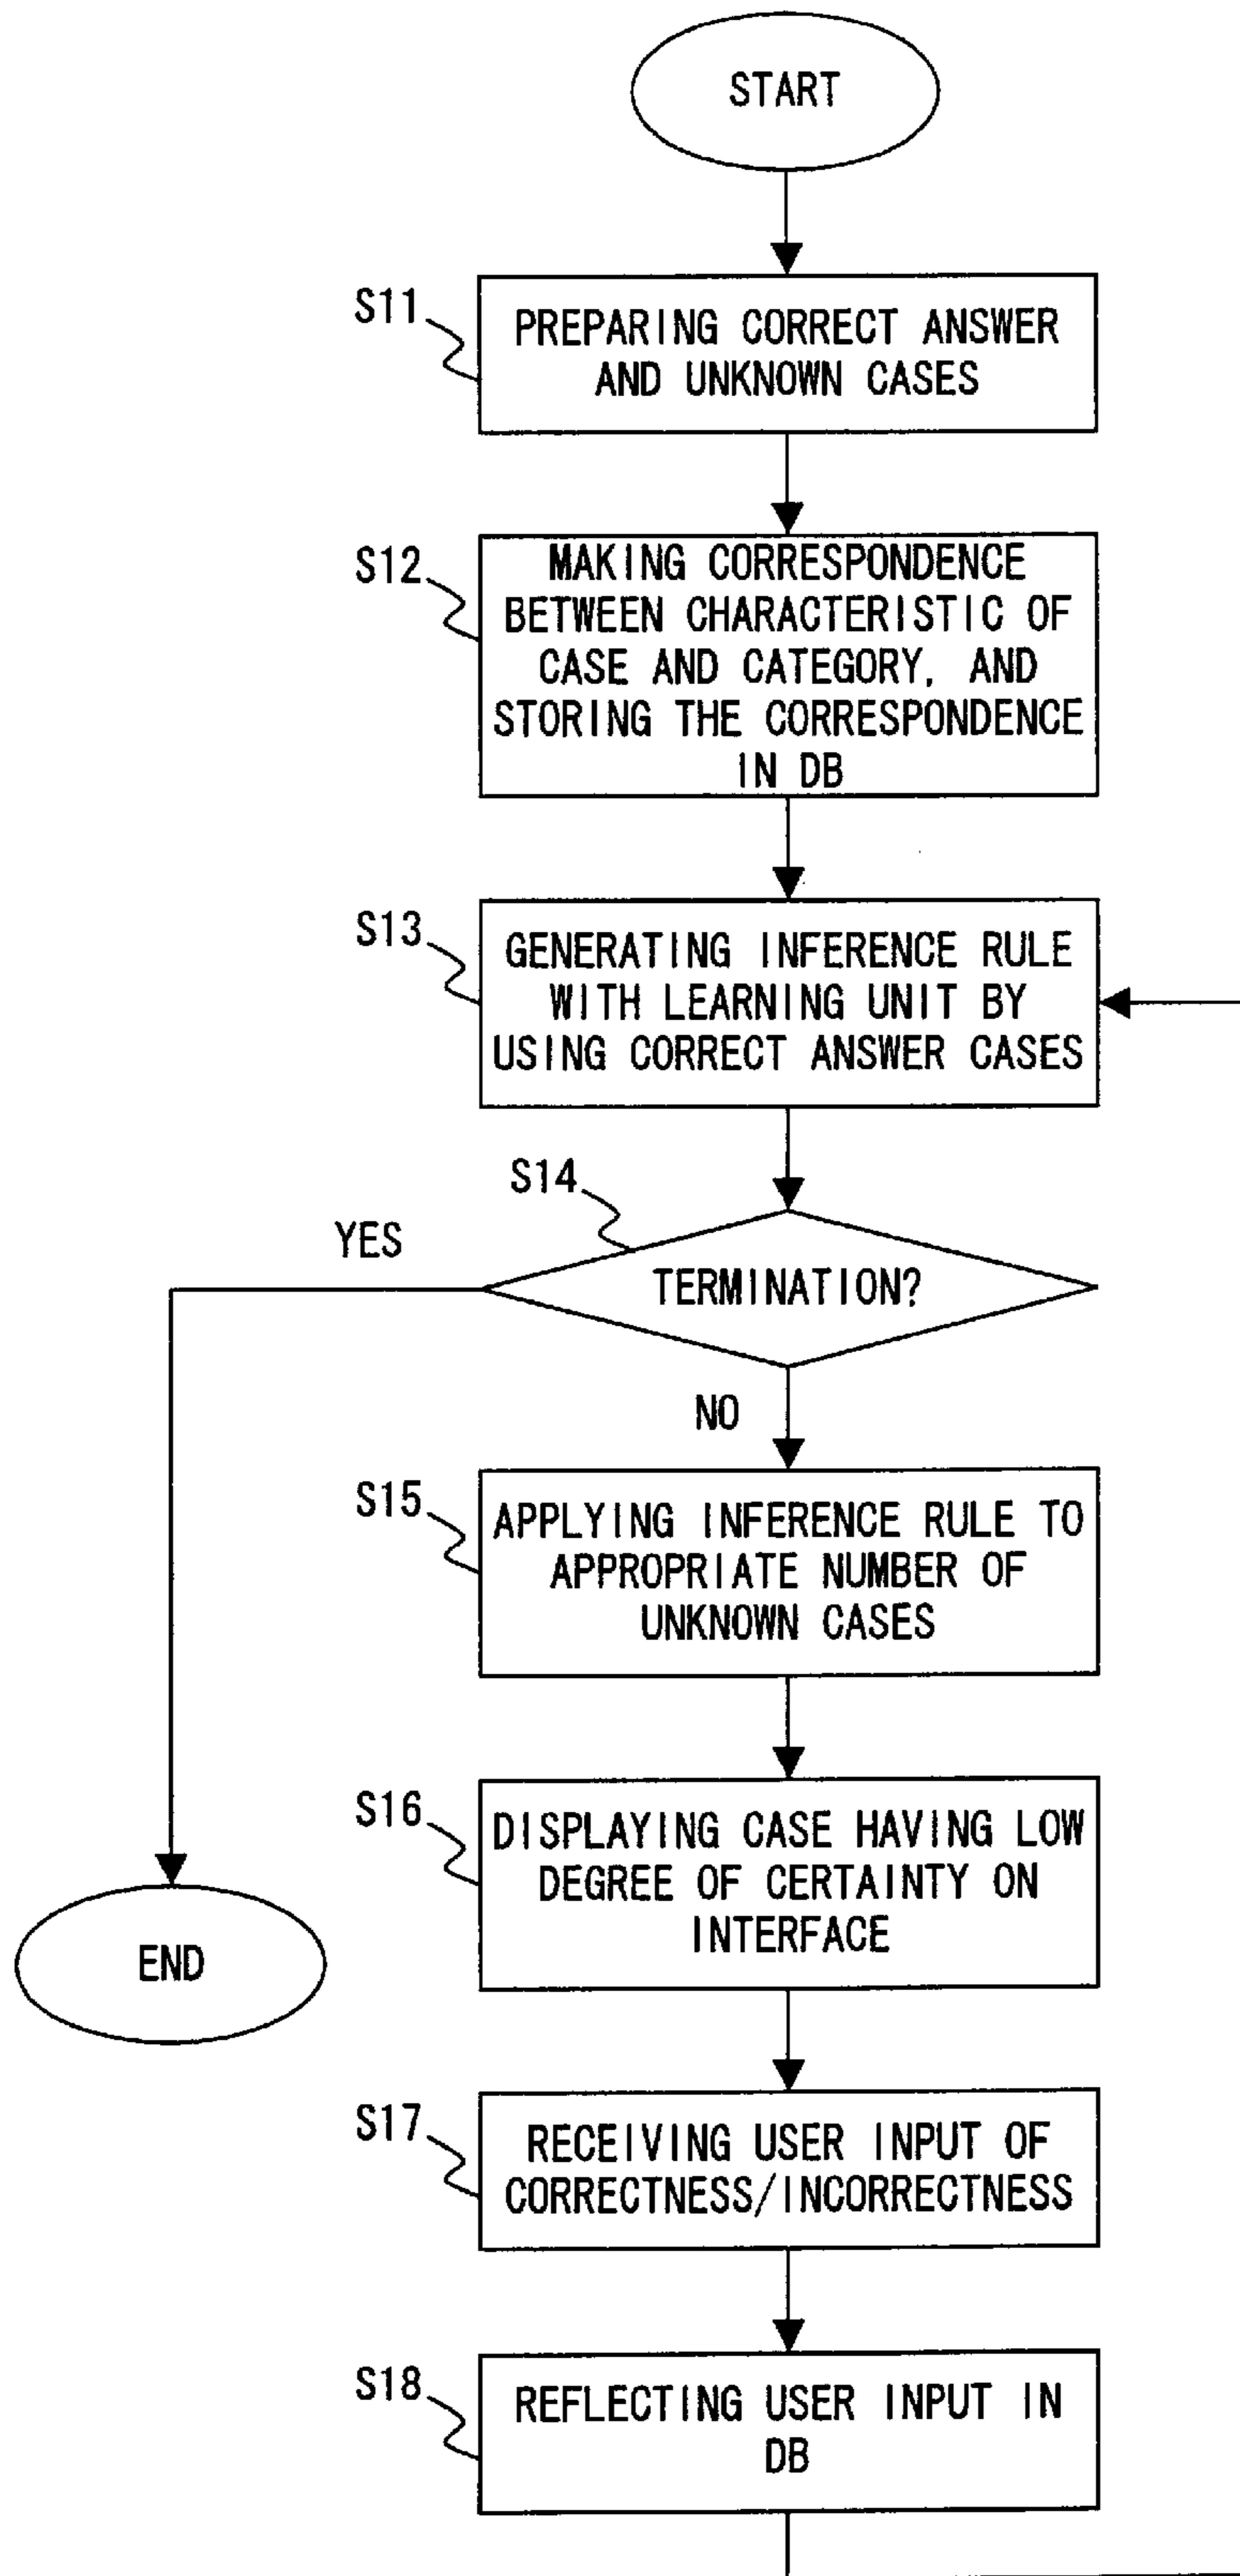 START
S11
PREPARING CORRECT ANSWER
AND UNKNOWN CASES
S12
MAKING CORRESPONDENCE
BETWEEN CHARACTERISTIC OF
CASE AND CATEGORY, AND
STORING THE CORRESPONDENCE
IN DB
S13
GENERATING INFERENCE RULE
WITH LEARNING UNIT BY
USING CORRECT ANSWER CASES
S14
TERMINATION?
YES
NO
S15
APPLYING INFERENCE RULE TO
APPROPRIATE NUMBER OF
UNKNOWN CASES
S16
DISPLAYING CASE HAVING LOW
DEGREE OF CERTAINTY ON
INTERFACE
END
S17
RECEIVING USER INPUT OF
CORRECTNESS/INCORRECTNESS
S18
REFLECTING USER INPUT IN
DB